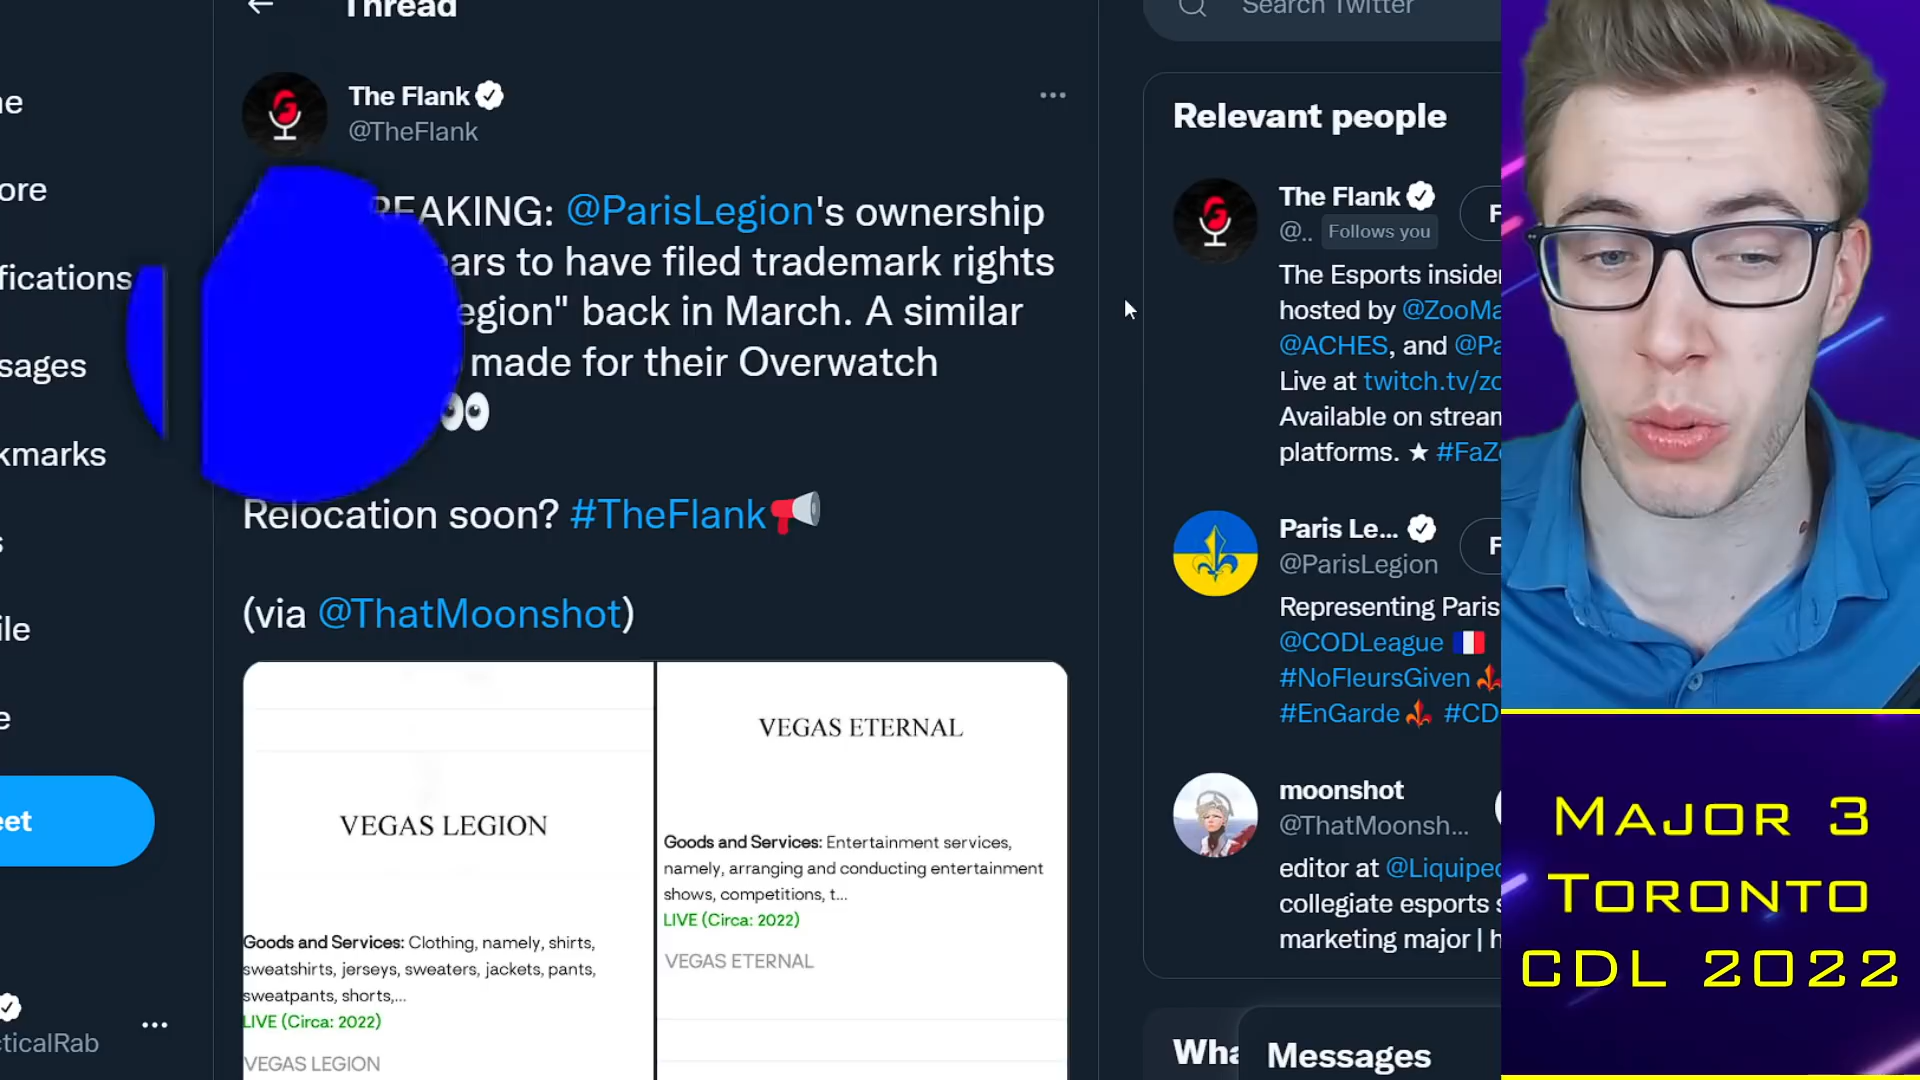 Thread
Search Twitter
The Flank
@TheFlank
EAKING: @ParisLegion's ownership
ars to have filed trademark rights
egion" back in March. A similar
made for their Overwatch
Relocation soon? #TheFlank
(via @ThatMoonshot)
VEGAS LEGION
Goods and Services: Clothing, namely, shirts,
sweatshirts, jerseys, sweaters, jackets, pants,
sweatpants, shorts,...
LIVE (Circa: 2022)
VEGAS LEGION
VEGAS ETERNAL
Goods and Services: Entertainment services,
namely, arranging and conducting entertainment
shows, competitions, t...
LIVE (Circa: 2022)
VEGAS ETERNAL
Relevant people
The Flank
@.. Follows you
The Esports insider
hosted by @ZooMa
@ACHES, and @Pa
Live at twitch.tv/zo
Available on stream
platforms. ★ #FaZe
Paris Le...
@ParisLegion
Representing Paris
@CODLeague
#NoFleursGiven
#EnGarde #CD
moonshot
@ThatMoonsh...
editor at @Liquiped
collegiate esports s
marketing major | h
Wha
Messages
ne
ore
fications
sages
kmarks
s
ile
e
eet
cticalRab
MAJOR 3
TORONTO
CDL 2022